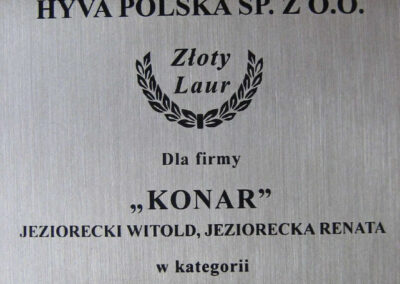 HYVA POLSKA SP. Z O.O.
Złoty
Laur
Dla firmy
„KONAR”
JEZIORECKI WITOLD, JEZIORECKA RENATA
w kategorii